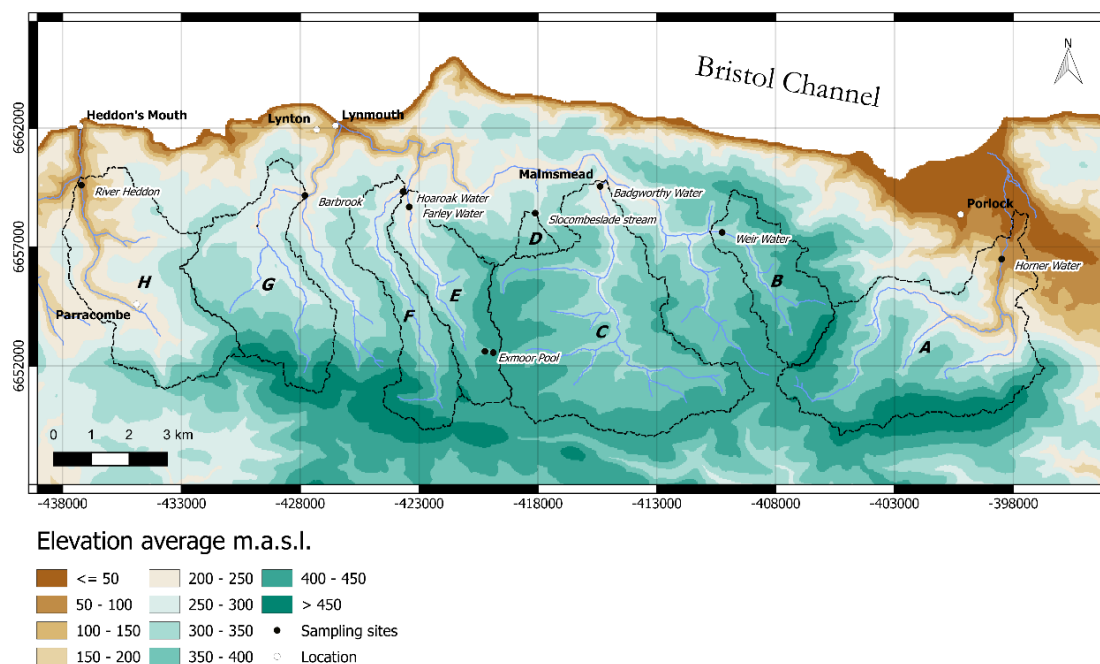 Bristol Channel
N
6662000
6657000
6652000
Heddon's Mouth
Lynton
Lynmouth
River Heddon
Barbrook
Hoaroak Water
Farley Water
Malmsmead
Badgworthy Water
Slocombeslade stream
Weir Water
Porlock
Horner Water
D
H
G
E
B
F
C
A
Parracombe
Exmoor Pool
0 1 2 3 km
-438000 -433000 -428000 -423000 -418000 -413000 -408000 -403000 -398000
Elevation average m.a.s.l.
<= 50
50 - 100
100 - 150
150 - 200
200 - 250
250 - 300
300 - 350
350 - 400
400 - 450
> 450
Sampling sites
Location